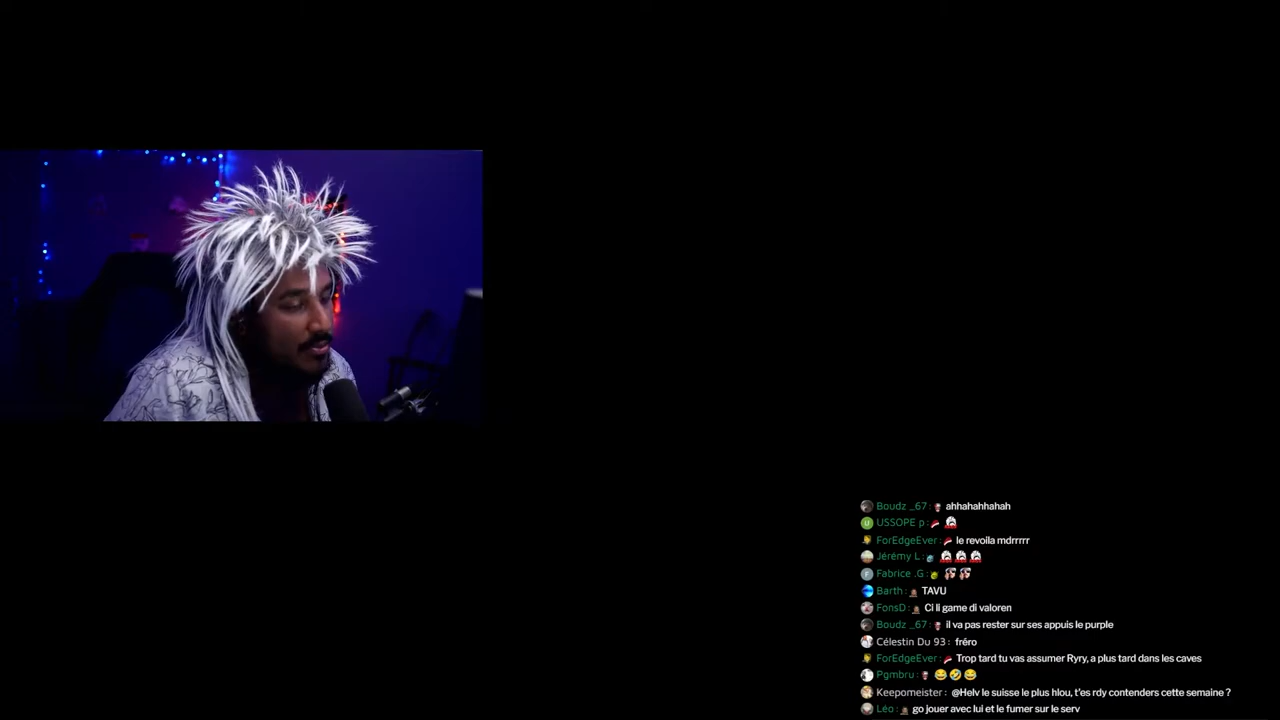 Boudz _67 : ahhahahhahah
USSOPE p :
ForEdgeEver : le revoila mdrrrrr
Jérémy L :
Fabrice .G :
Barth : TAVU
FonsD : Ci li game di valoren
Boudz _67 : il va pas rester sur ses appuis le purple
Célestin Du 93 : fréro
ForEdgeEver : Trop tard tu vas assumer Ryry, a plus tard dans les caves
Pgmbru : 😂 🤣 😂
Keepomeister : @Helv le suisse le plus hlou, t'es rdy contenders cette semaine ?
Léo : go jouer avec lui et le fumer sur le serv